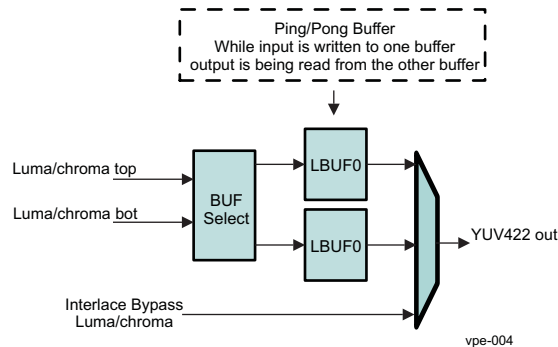 Ping/Pong Buffer
While input is written to one buffer
output is being read from the other buffer
Luma/chroma top
Luma/chroma bot
BUF
Select
LBUF0
LBUF0
YUV422 out
Interlace Bypass
Luma/chroma
vpe-004